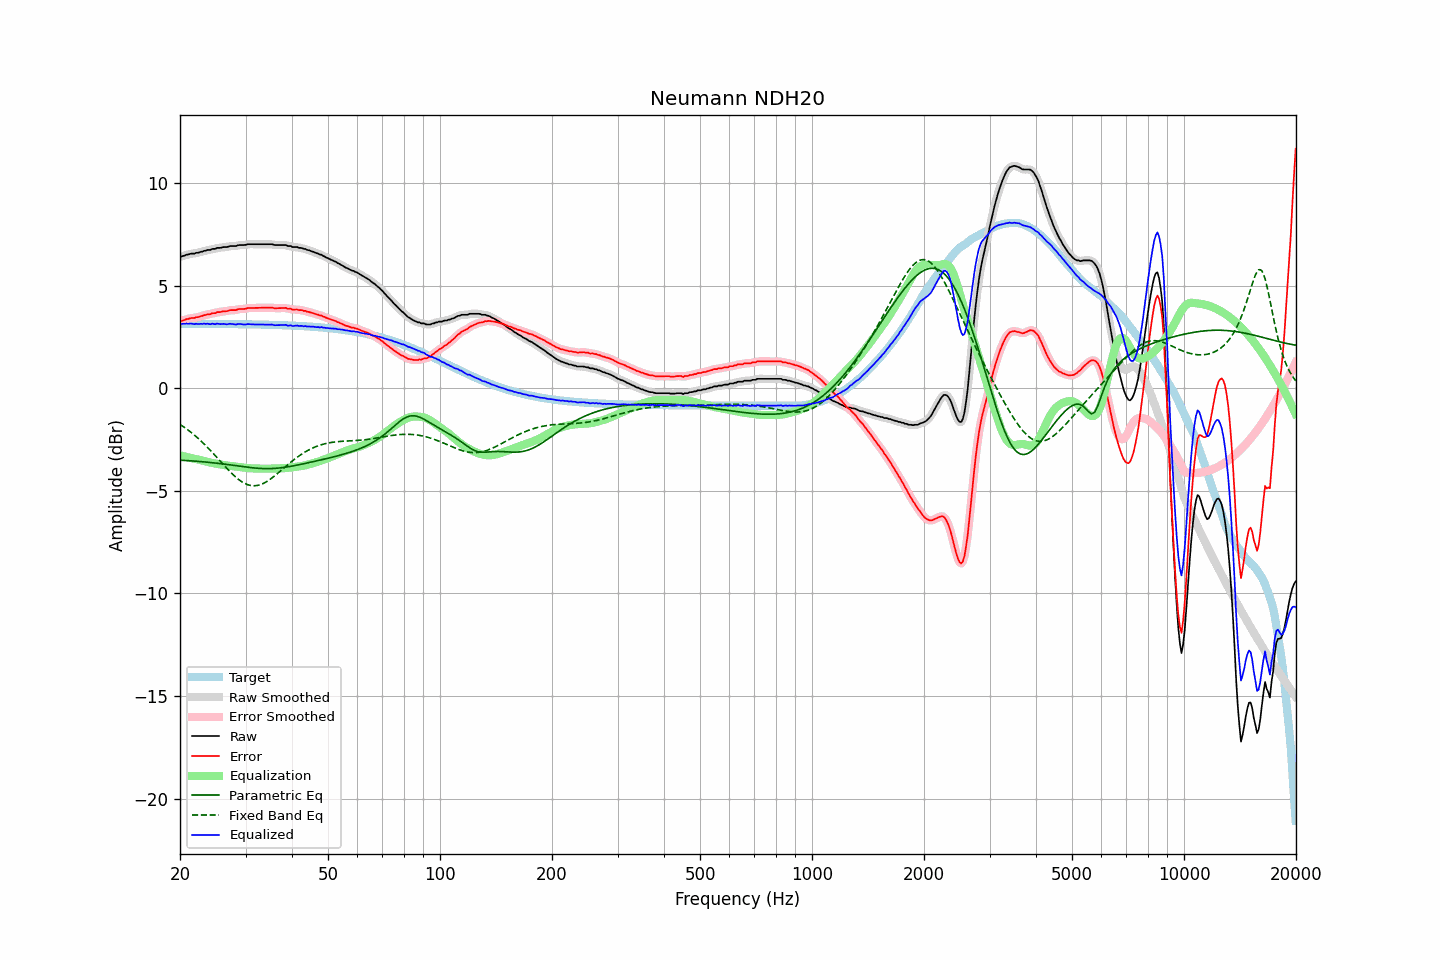 Neumann NDH20
Amplitude (dBr)
10
5
0
−5
−10
−15
−20
Target
Raw Smoothed
Error Smoothed
Raw
Error
Equalization
Parametric Eq
Fixed Band Eq
Equalized
20 50 100 200 500 1000 2000 5000 10000 20000
Frequency (Hz)